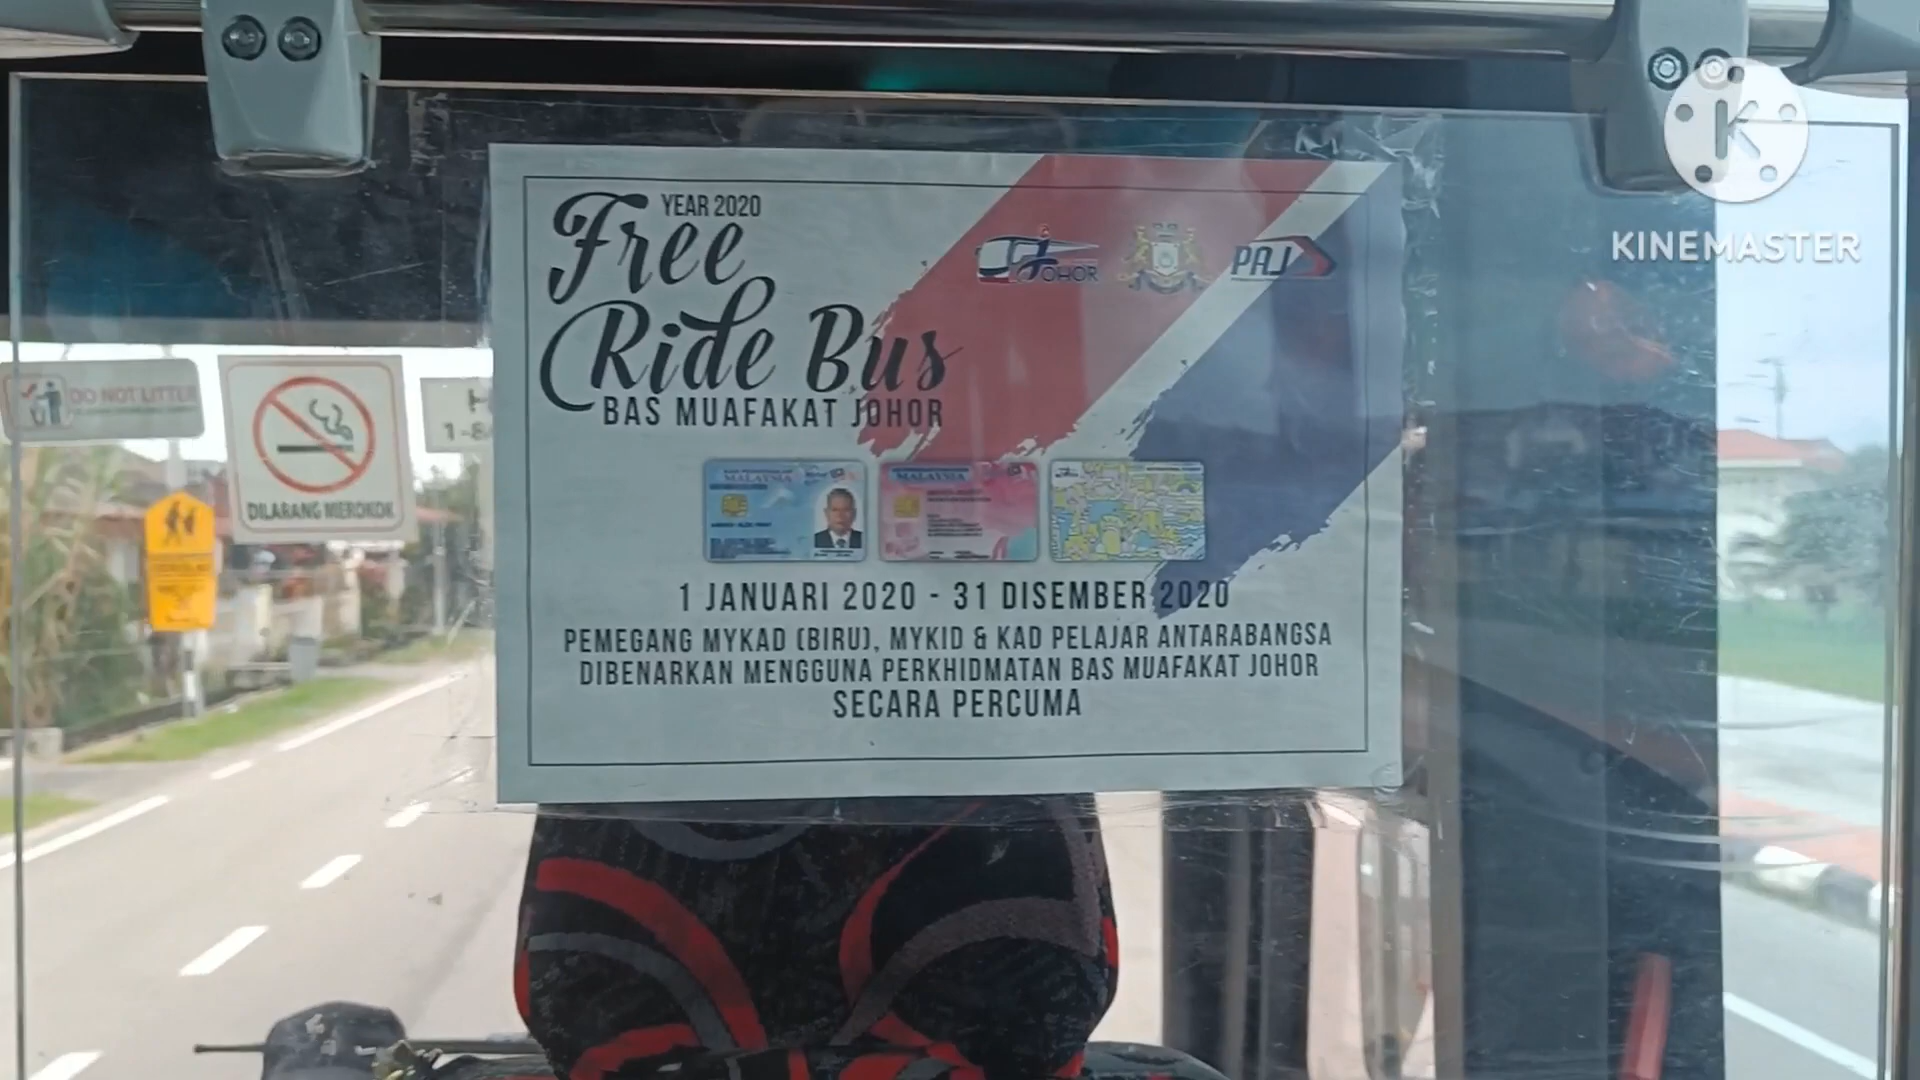 YEAR 2020
Free
Ride Bus
BAS MUAFAKAT JOHOR
JOHOR
PAJ
MALAYSIA
MALAYSIA
1 JANUARI 2020 - 31 DISEMBER 2020
PEMEGANG MYKAD (BIRU), MYKID & KAD PELAJAR ANTARABANGSA
DIBENARKAN MENGGUNA PERKHIDMATAN BAS MUAFAKAT JOHOR
SECARA PERCUMA
DO NOT LITTER
DILARANG MEROKOK
KINEMASTER